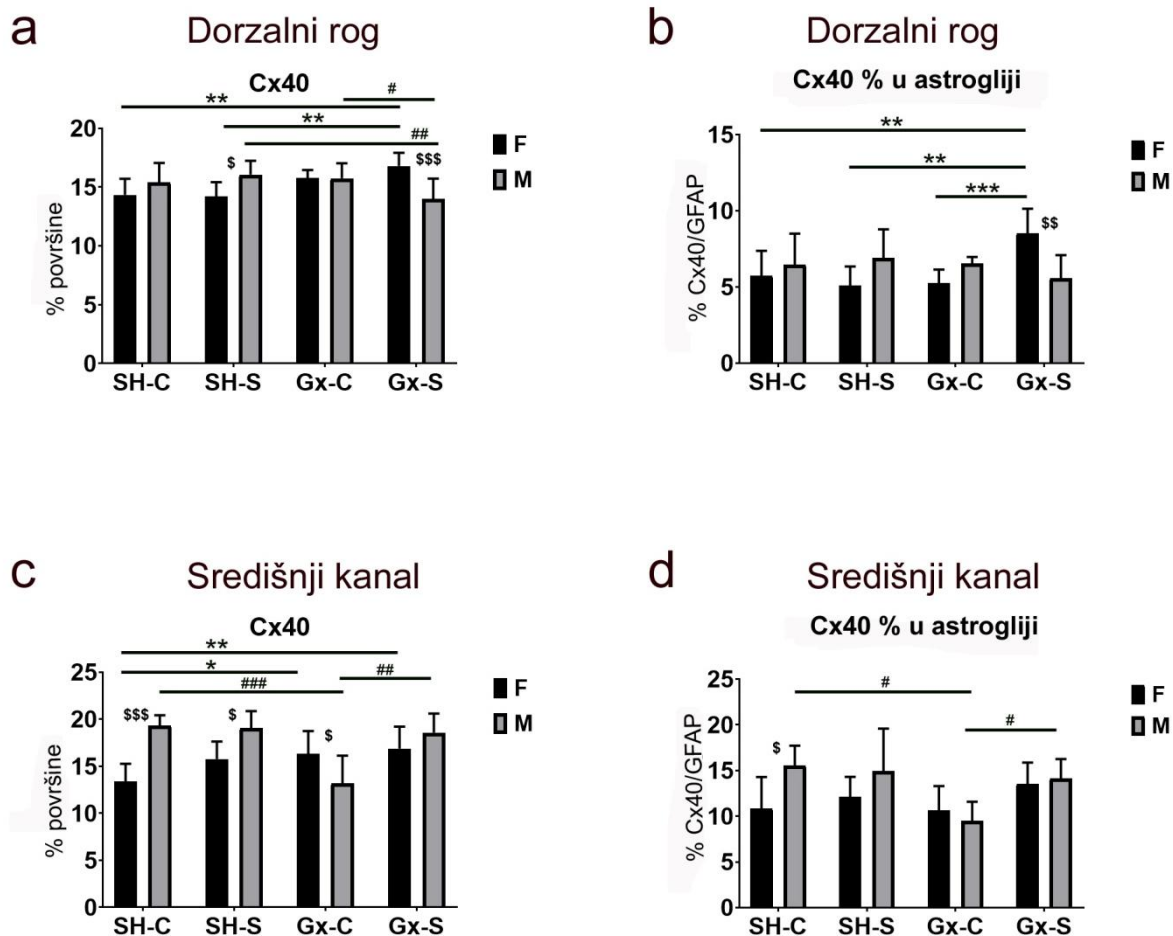 a Dorzalni rog
Cx40
** #
** ##
$ $$$
% površine
20
15
10
5
0
SH-C SH-S Gx-C Gx-S
F
M
b Dorzalni rog
Cx40 % u astrogliji
**
**
***
$$
% Cx40/GFAP
15
10
5
0
SH-C SH-S Gx-C Gx-S
F
M
c Središnji kanal
Cx40
**
* ##
###
$$$ $ $
% površine
25
20
15
10
5
0
SH-C SH-S Gx-C Gx-S
F
M
d Središnji kanal
Cx40 % u astrogliji
#
#
$
% Cx40/GFAP
25
20
15
10
5
0
SH-C SH-S Gx-C Gx-S
F
M